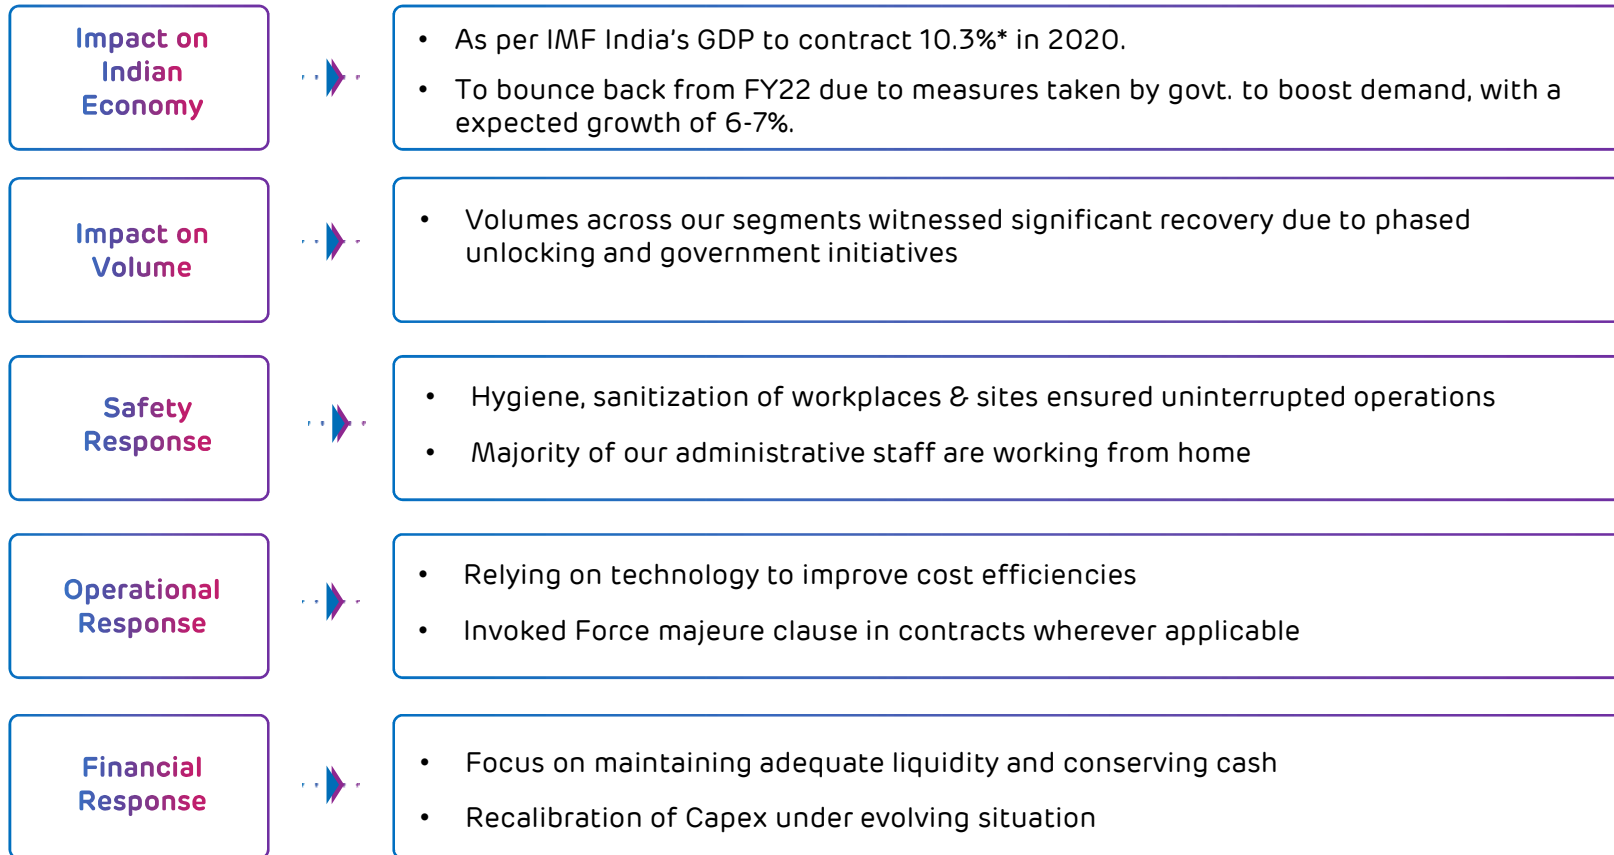 Impact on
Indian
Economy
• As per IMF India's GDP to contract 10.3%* in 2020.
• To bounce back from FY22 due to measures taken by govt. to boost demand, with a
expected growth of 6-7%.
Impact on
Volume
• Volumes across our segments witnessed significant recovery due to phased
unlocking and government initiatives
Safety
Response
• Hygiene, sanitization of workplaces & sites ensured uninterrupted operations
• Majority of our administrative staff are working from home
Operational
Response
• Relying on technology to improve cost efficiencies
• Invoked Force majeure clause in contracts wherever applicable
Financial
Response
• Focus on maintaining adequate liquidity and conserving cash
• Recalibration of Capex under evolving situation